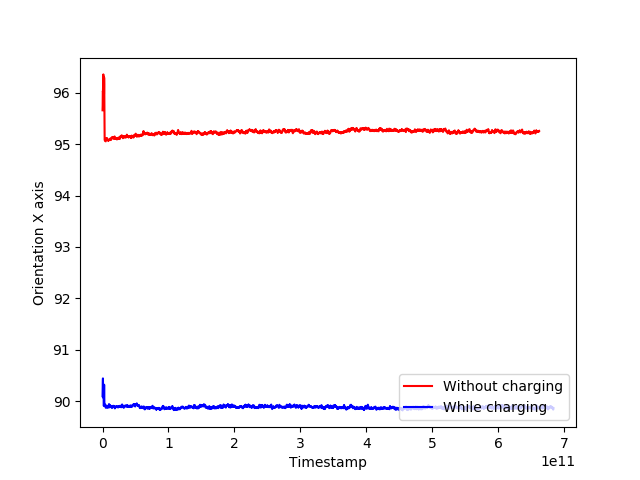 96
95
94
93
92
91
90
Orientation X axis
Without charging
While charging
0 1 2 3 4 5 6 7
1e11
Timestamp